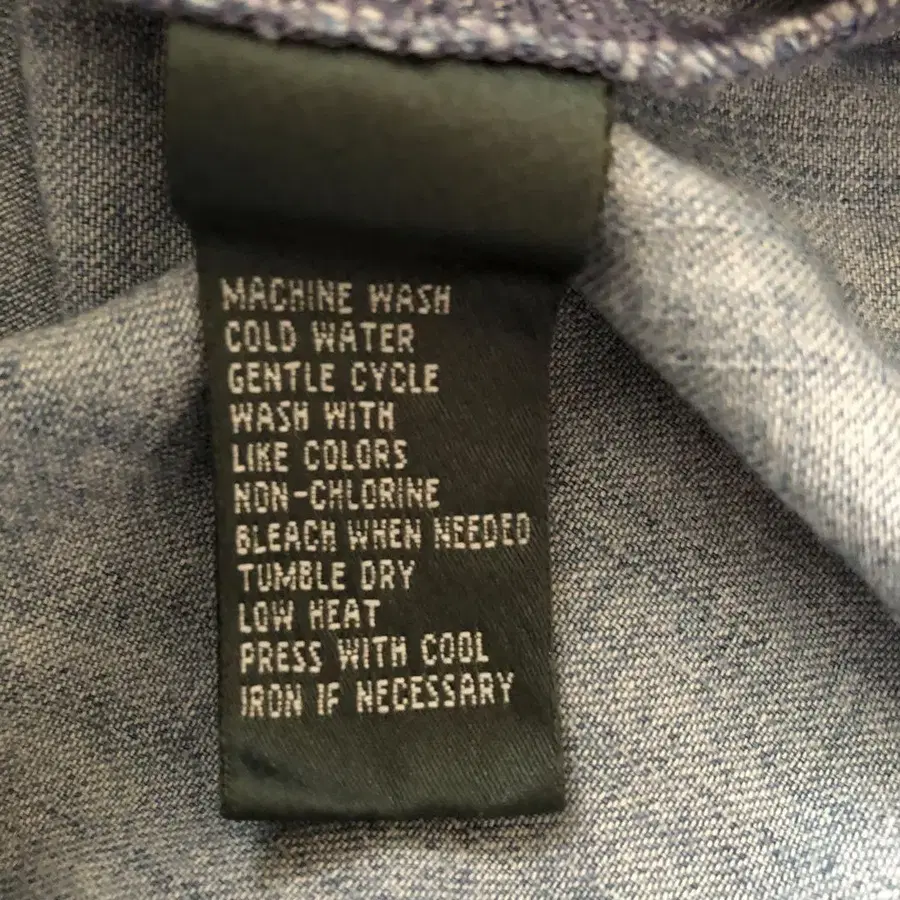 MACHINE WASH
COLD WATER
GENTLE CYCLE
WASH WITH
LIKE COLORS
NON-CHLORINE
BLEACH WHEN NEEDED
TUMBLE DRY
LOW HEAT
PRESS WITH COOL
IRON IF NECESSARY